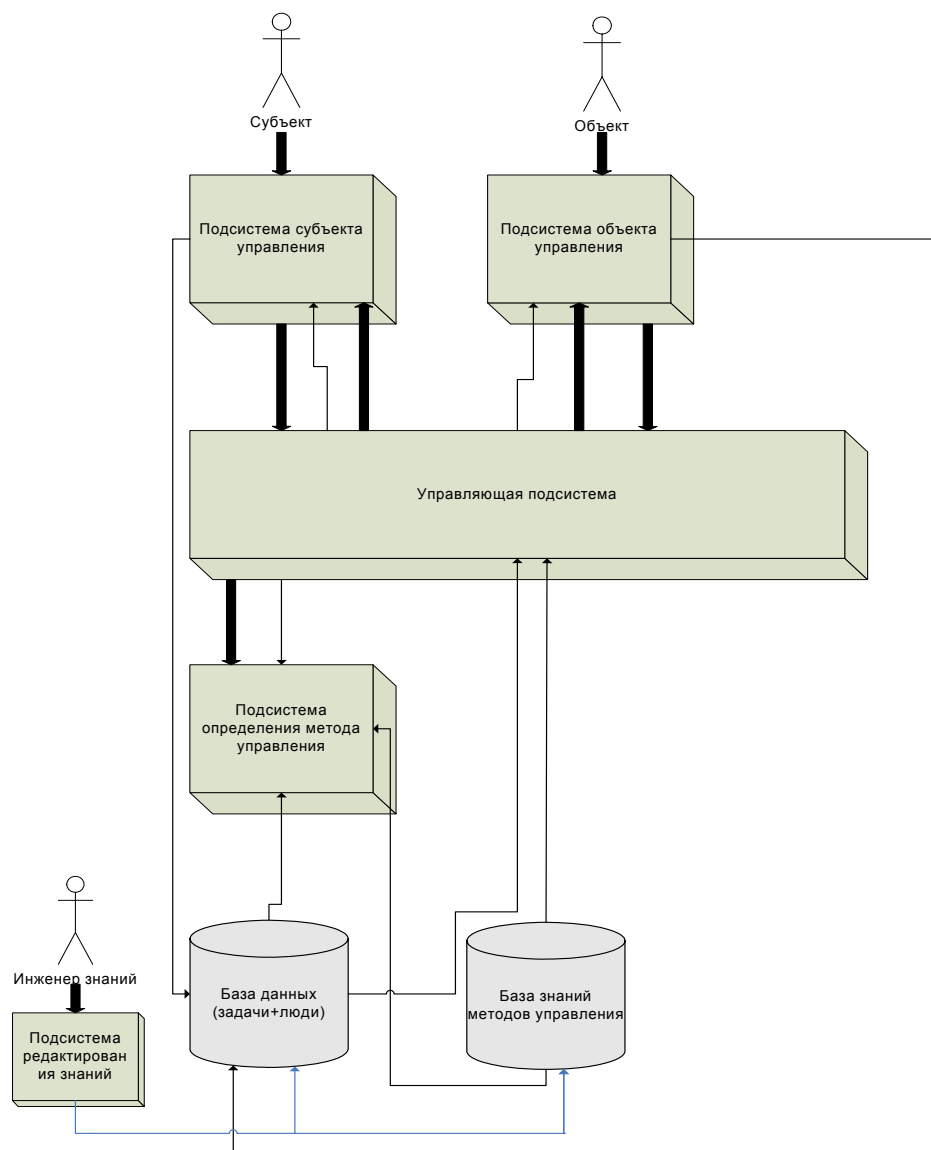 Субъект
Объект
Подсистема субъекта
управления
Подсистема объекта
управления
Управляющая подсистема
Подсистема
определения метода
управления
Инженер знаний
База данных
(задачи+люди)
База знаний
методов управления
Подсистема
редактирован
ия знаний